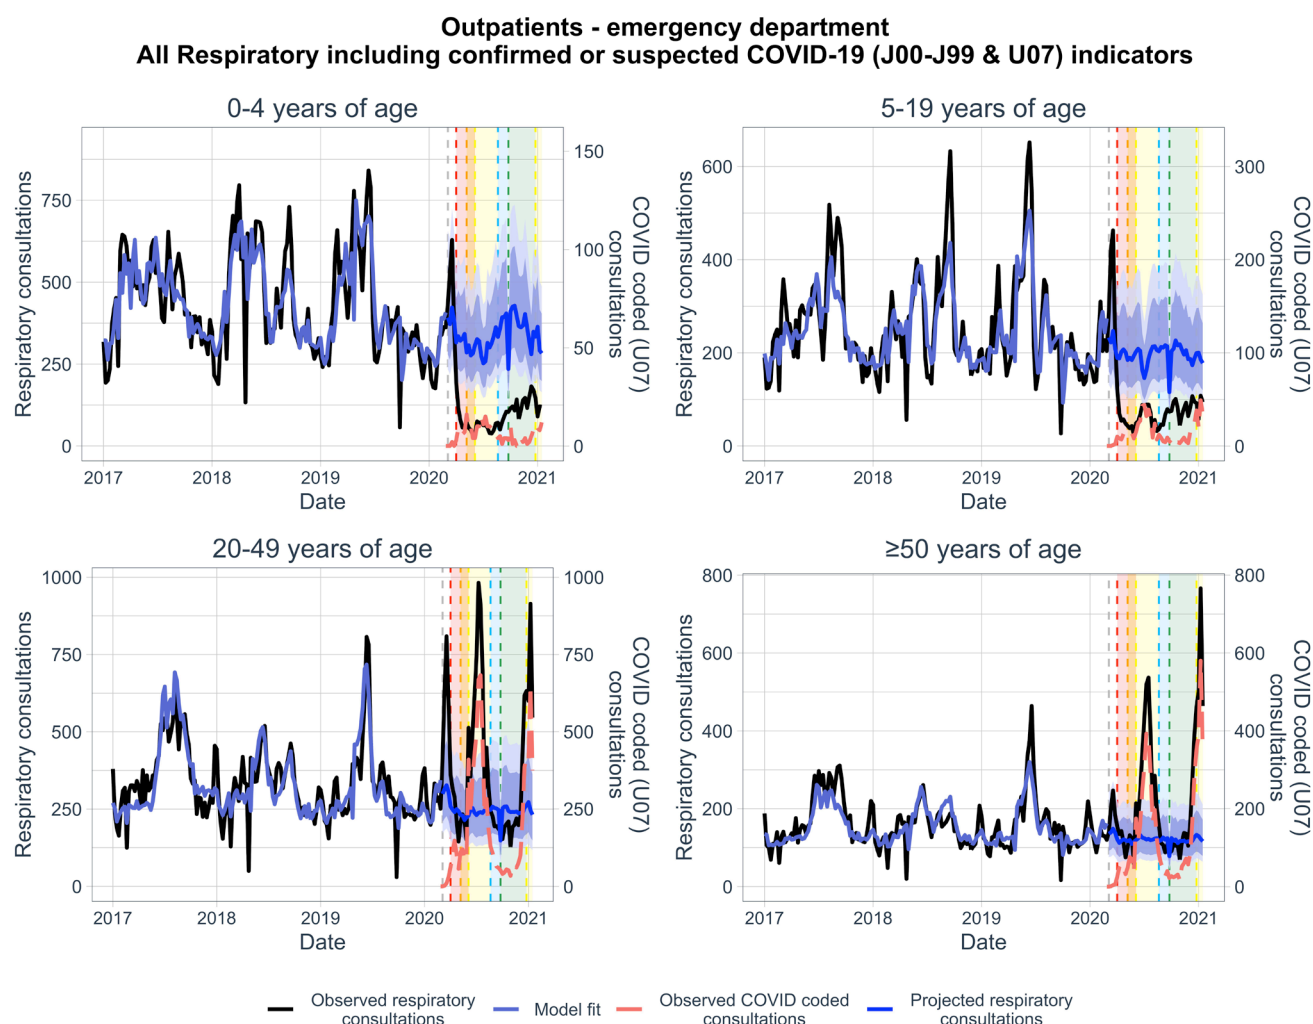 Outpatients - emergency department
All Respiratory including confirmed or suspected COVID-19 (J00-J99 & U07) indicators
0-4 years of age
Respiratory consultations
750
500
250
0
150
100
50
0
COVID coded (U07)
consultations
2017 2018 2019 2020 2021
Date
5-19 years of age
Respiratory consultations
600
400
200
0
300
200
100
0
COVID coded (U07)
consultations
2017 2018 2019 2020 2021
Date
20-49 years of age
Respiratory consultations
1000
750
500
250
0
1000
750
500
250
0
COVID coded (U07)
consultations
2017 2018 2019 2020 2021
Date
≥50 years of age
Respiratory consultations
800
600
400
200
0
800
600
400
200
0
COVID coded (U07)
consultations
2017 2018 2019 2020 2021
Date
Observed respiratory
consultations
Model fit
Observed COVID coded
consultations
Projected respiratory
consultations